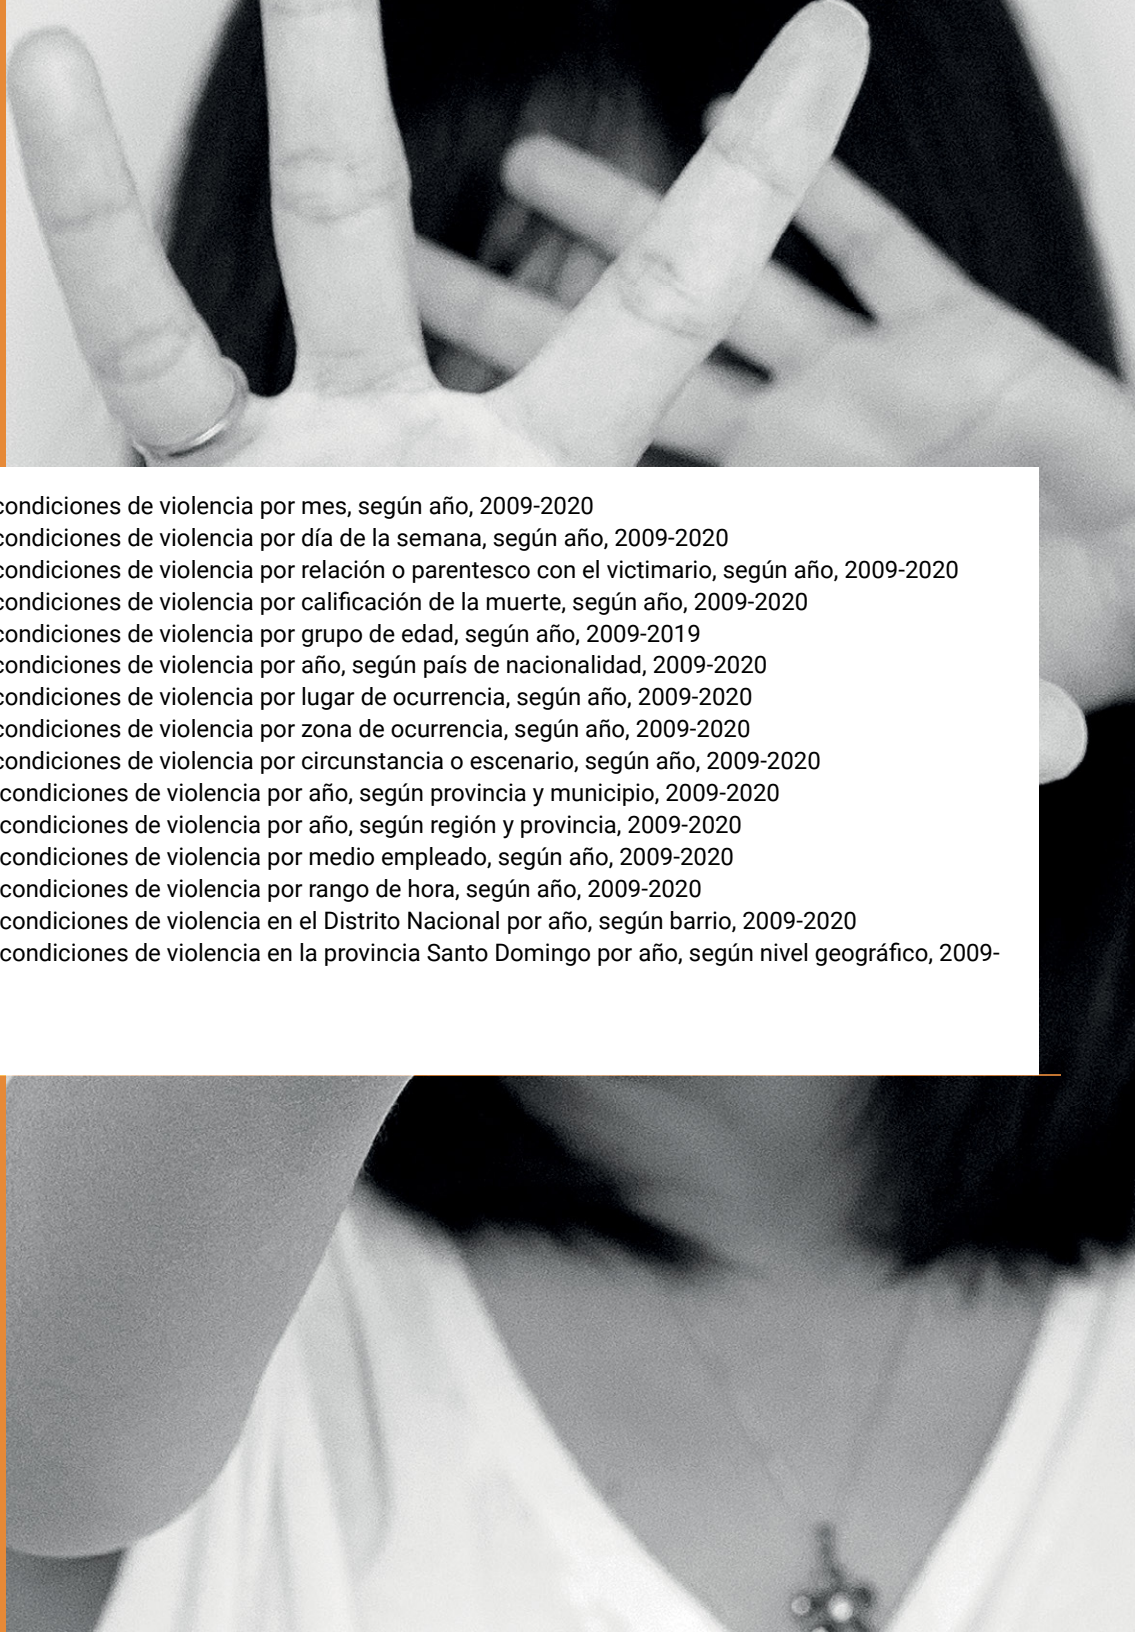 condiciones de violencia por mes, según año, 2009-2020
condiciones de violencia por día de la semana, según año, 2009-2020
condiciones de violencia por relación o parentesco con el victimario, según año, 2009-2020
condiciones de violencia por calificación de la muerte, según año, 2009-2020
condiciones de violencia por grupo de edad, según año, 2009-2019
condiciones de violencia por año, según país de nacionalidad, 2009-2020
condiciones de violencia por lugar de ocurrencia, según año, 2009-2020
condiciones de violencia por zona de ocurrencia, según año, 2009-2020
condiciones de violencia por circunstancia o escenario, según año, 2009-2020
condiciones de violencia por año, según provincia y municipio, 2009-2020
condiciones de violencia por año, según región y provincia, 2009-2020
condiciones de violencia por medio empleado, según año, 2009-2020
condiciones de violencia por rango de hora, según año, 2009-2020
condiciones de violencia en el Distrito Nacional por año, según barrio, 2009-2020
condiciones de violencia en la provincia Santo Domingo por año, según nivel geográfico, 2009-